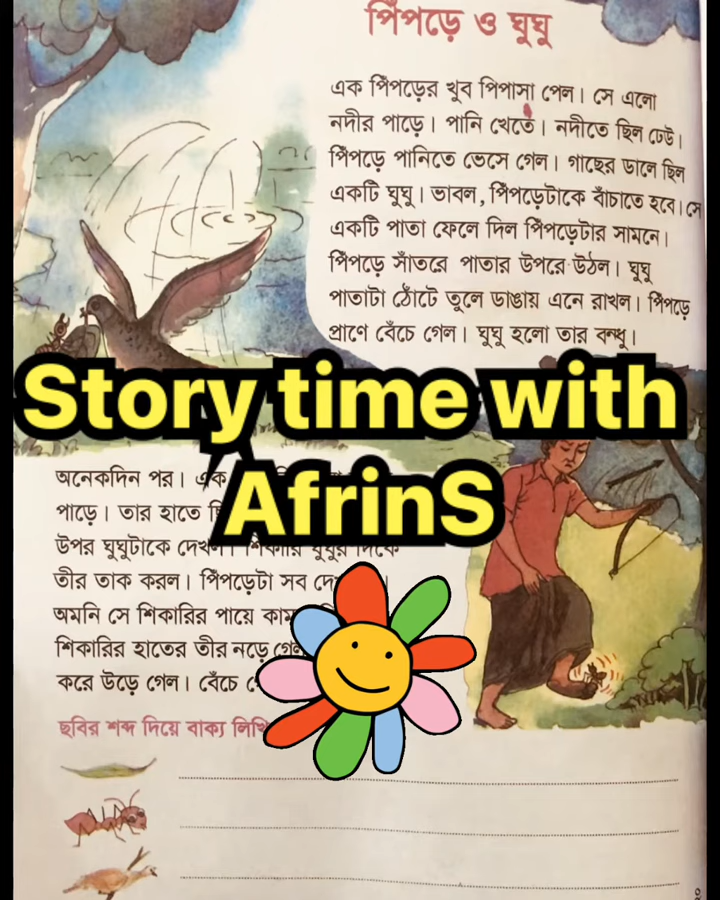 পিঁপড়ে ও ঘুঘু
এক পিঁপড়ের খুব পিপাসা পেল। সে এলো
নদীর পাড়ে। পানি খেতে। নদীতে ছিল ঢেউ।
পিঁপড়ে পানিতে ভেসে গেল। গাছের ডালে ছিল
একটি ঘুঘু। ভাবল, পিঁপড়েটাকে বাঁচাতে হবে। সে
একটি পাতা ফেলে দিল পিঁপড়েটার সামনে।
পিঁপড়ে সাঁতরে পাতার উপরে উঠল। ঘুঘু
পাতাটা ঠোঁটে তুলে ডাঙায় এনে রাখল। পিঁপড়ে
প্রাণে বেঁচে গেল। ঘুঘু হলো তার বন্ধু।
Story time with
AfrinS
অনেকদিন পর। এক
পাড়ে। তার হাতে
উপর ঘুঘুটাকে দেখল। শিকারি ঘুঘুর দিকে
তীর তাক করল। পিঁপড়েটা সব
অমনি সে শিকারির পায়ে
শিকারির হাতের তীর নড়ে গেল
করে উড়ে গেল। বেঁচে
ছবির শব্দ দিয়ে বাক্য লিখি